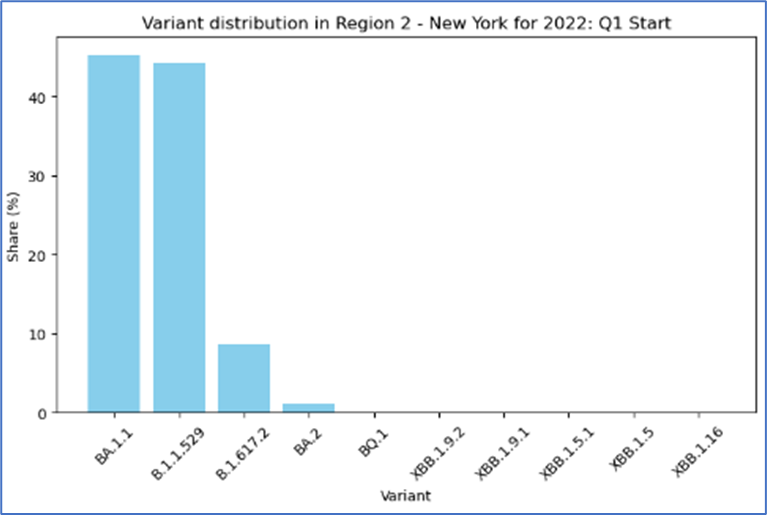 Variant distribution in Region 2 - New York for 2022: Q1 Start
Share (%)
40
30
20
10
0
BA.1.1
B.1.1.529
B.1.617.2
BA.2
BQ.1
XBB.1.9.2
XBB.1.9.1
XBB.1.5.1
XBB.1.5
XBB.1.16
Variant